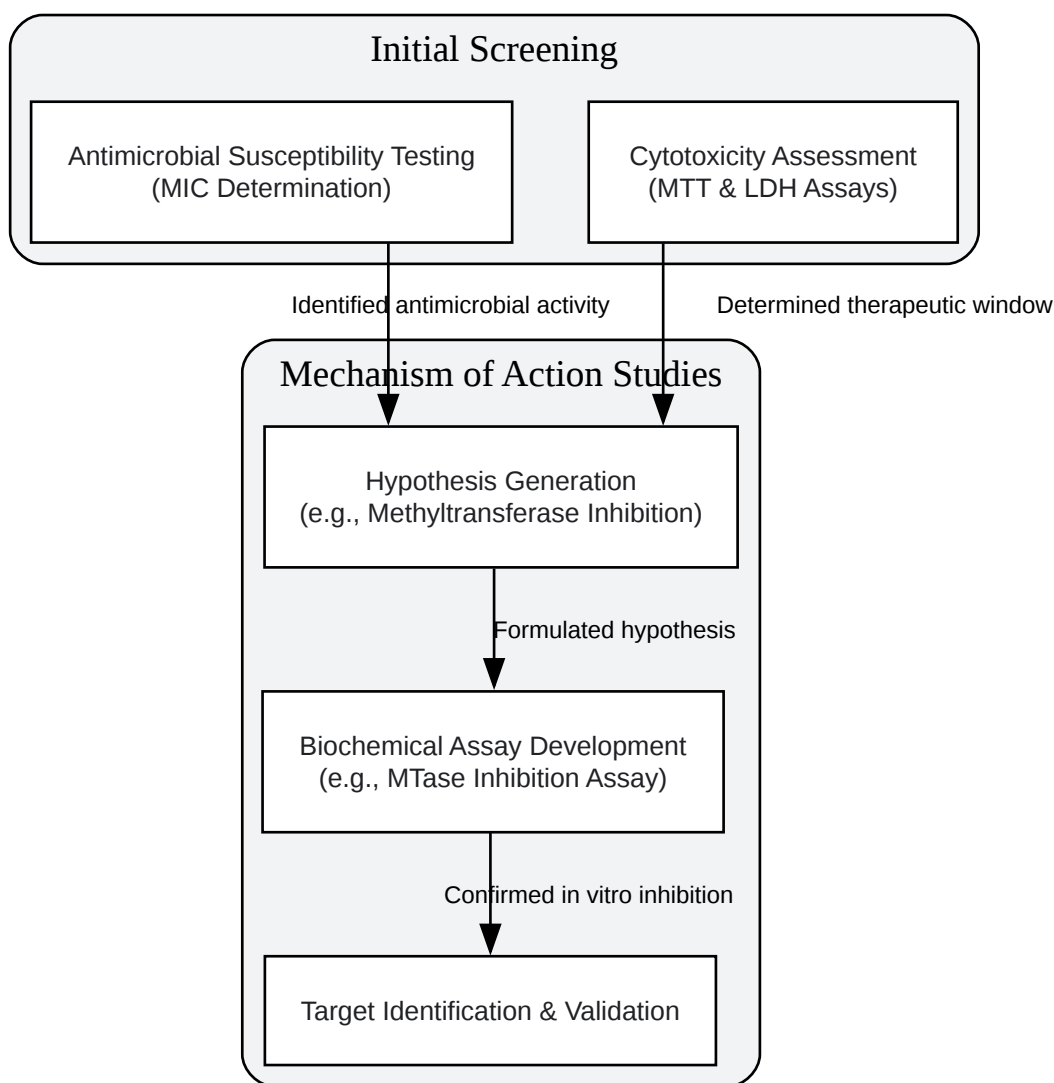 Initial Screening
Antimicrobial Susceptibility Testing
(MIC Determination)
Cytotoxicity Assessment
(MTT & LDH Assays)
Identified antimicrobial activity
Determined therapeutic window
Mechanism of Action Studies
Hypothesis Generation
(e.g., Methyltransferase Inhibition)
Formulated hypothesis
Biochemical Assay Development
(e.g., MTase Inhibition Assay)
Confirmed in vitro inhibition
Target Identification & Validation